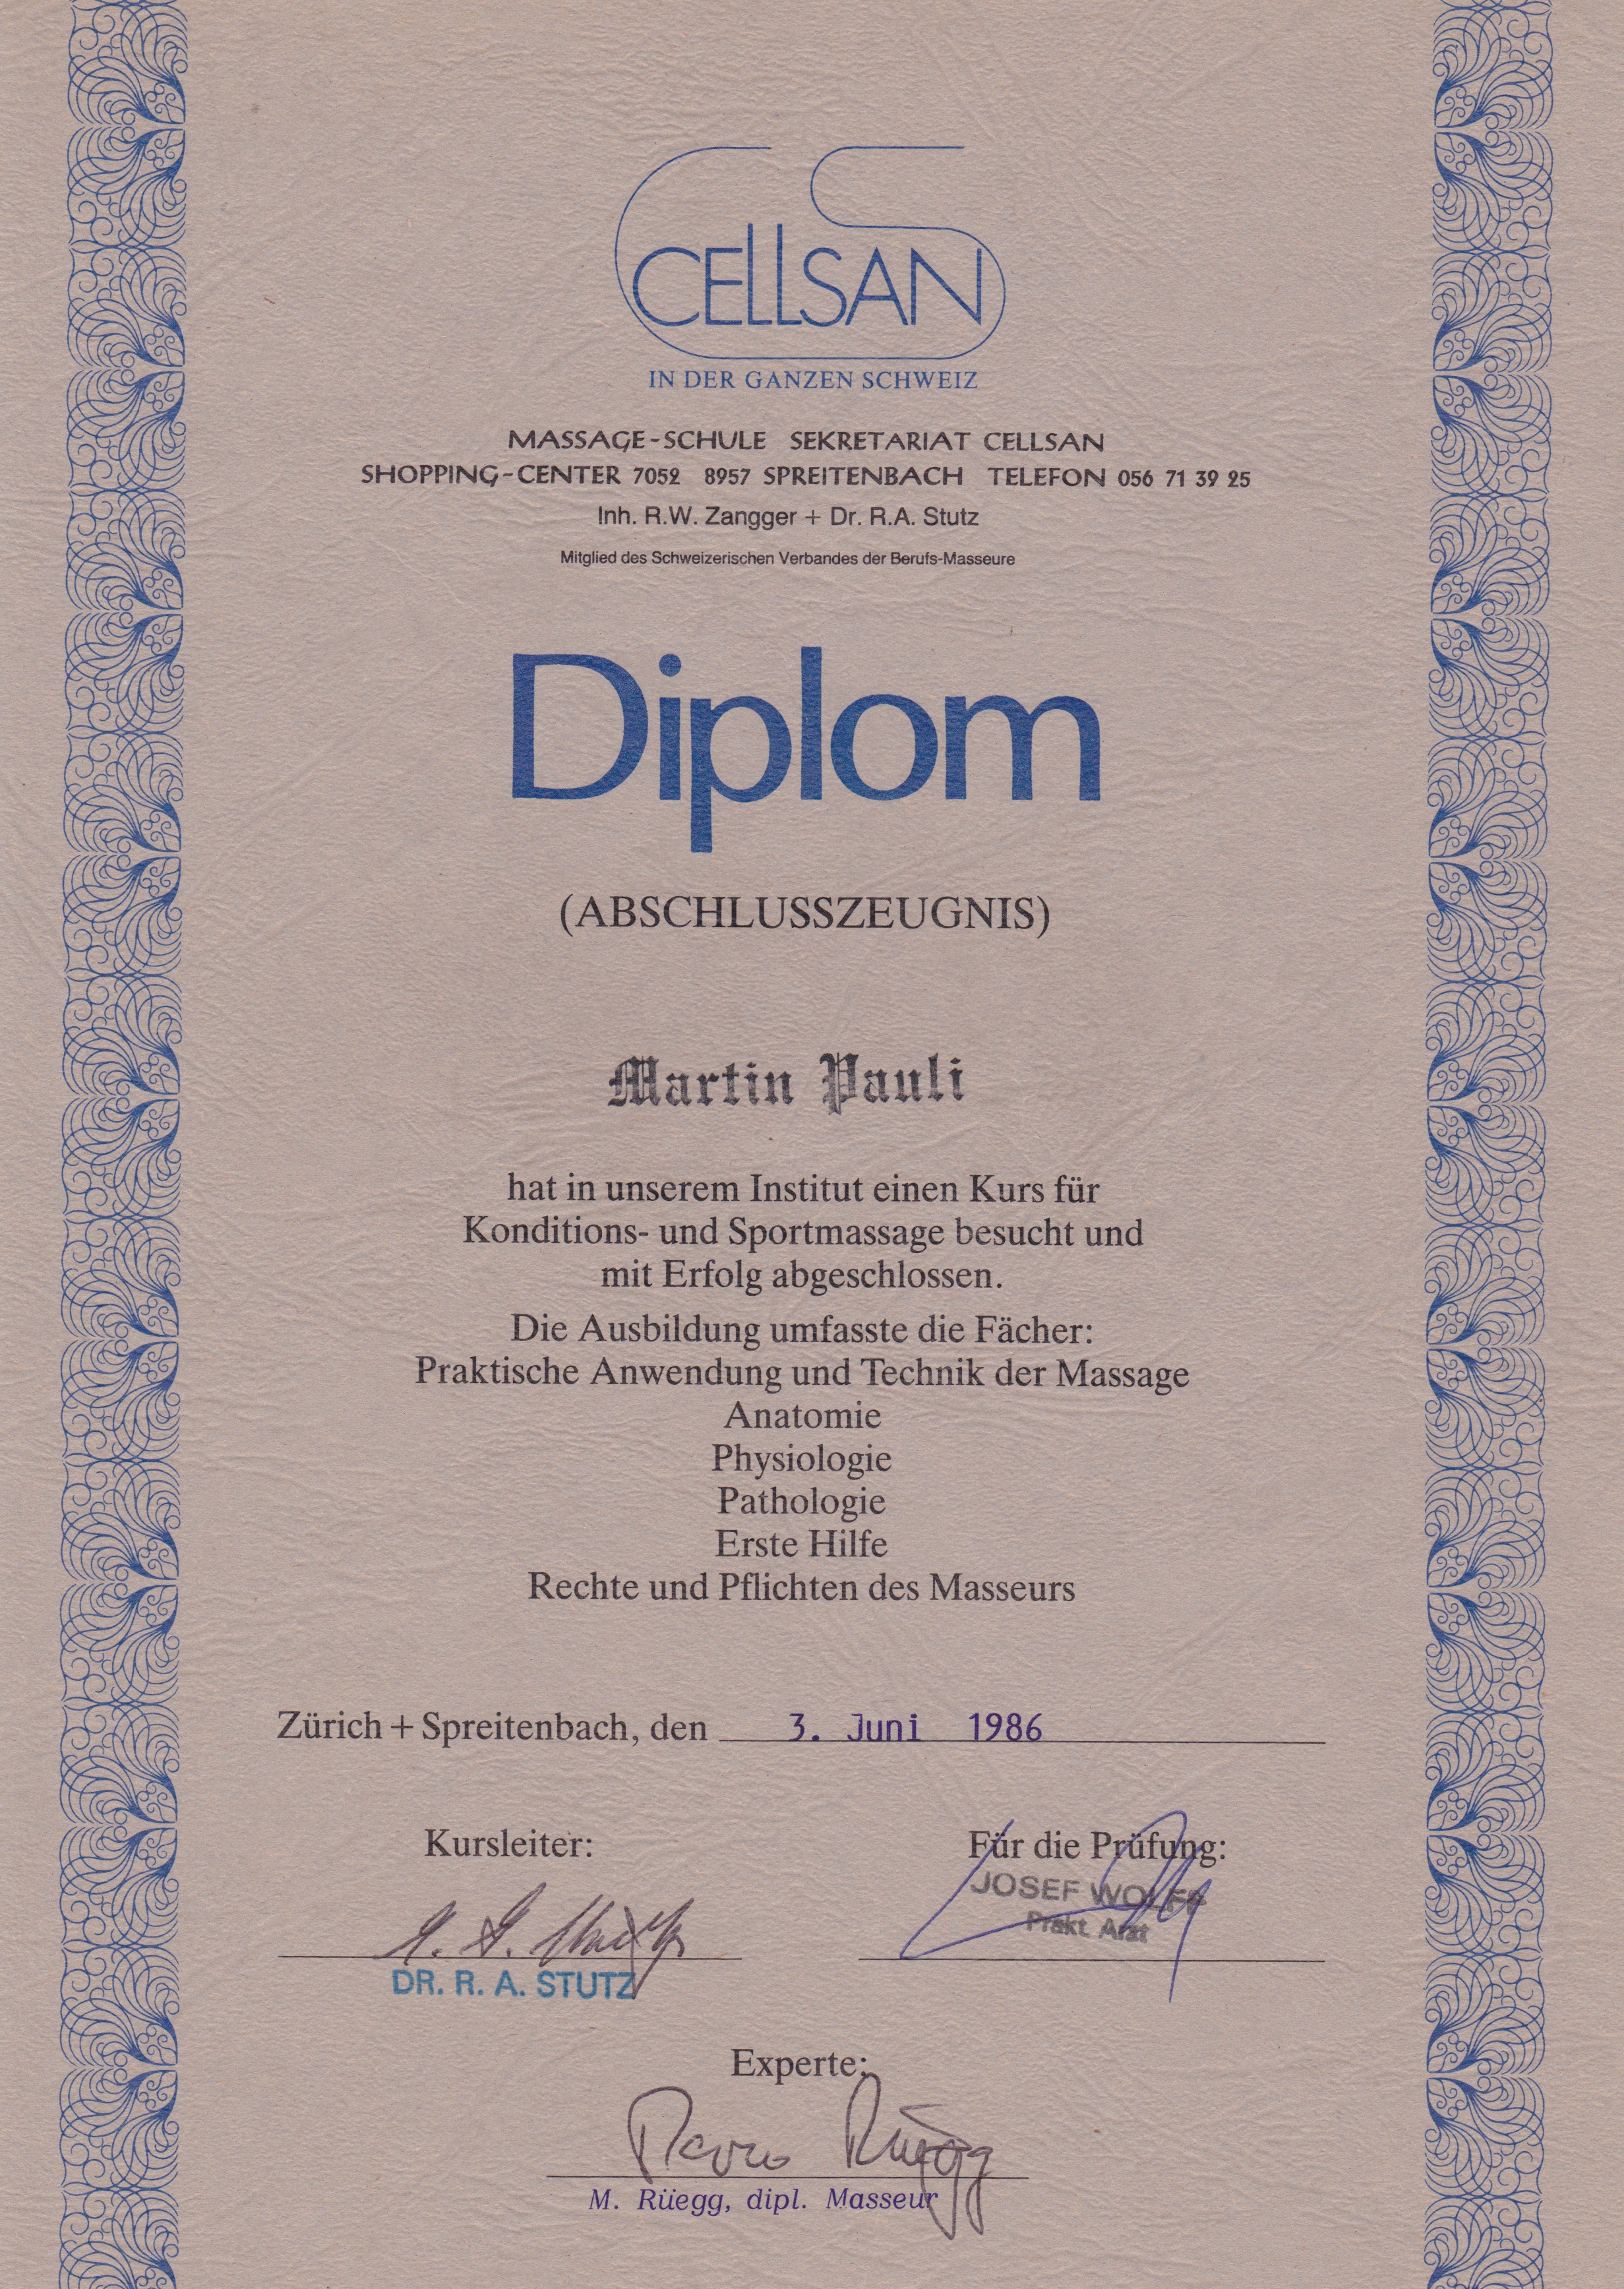 CELLSAN
IN DER GANZEN SCHWEIZ
MASSAGE-SCHULE SEKRETARIAT CELLSAN
SHOPPING-CENTER 7052 8957 SPREITENBACH TELEFON 056 71 39 25
Inh. R.W. Zangger + Dr. R.A. Stutz
Mitglied des Schweizerischen Verbandes der Berufs-Masseure
Diplom
(ABSCHLUSSZEUGNIS)
Martin Pauli
hat in unserem Institut einen Kurs für
Konditions- und Sportmassage besucht und
mit Erfolg abgeschlossen.
Die Ausbildung umfasste die Fächer:
Praktische Anwendung und Technik der Massage
Anatomie
Physiologie
Pathologie
Erste Hilfe
Rechte und Pflichten des Masseurs
Zürich + Spreitenbach, den 3. Juni 1986
Kursleiter: Für die Prüfung:
JOSEF WOLFF
Prakt. Arzt
DR. R. A. STUTZ
Experte:
Rüegg
M. Rüegg, dipl. Masseur